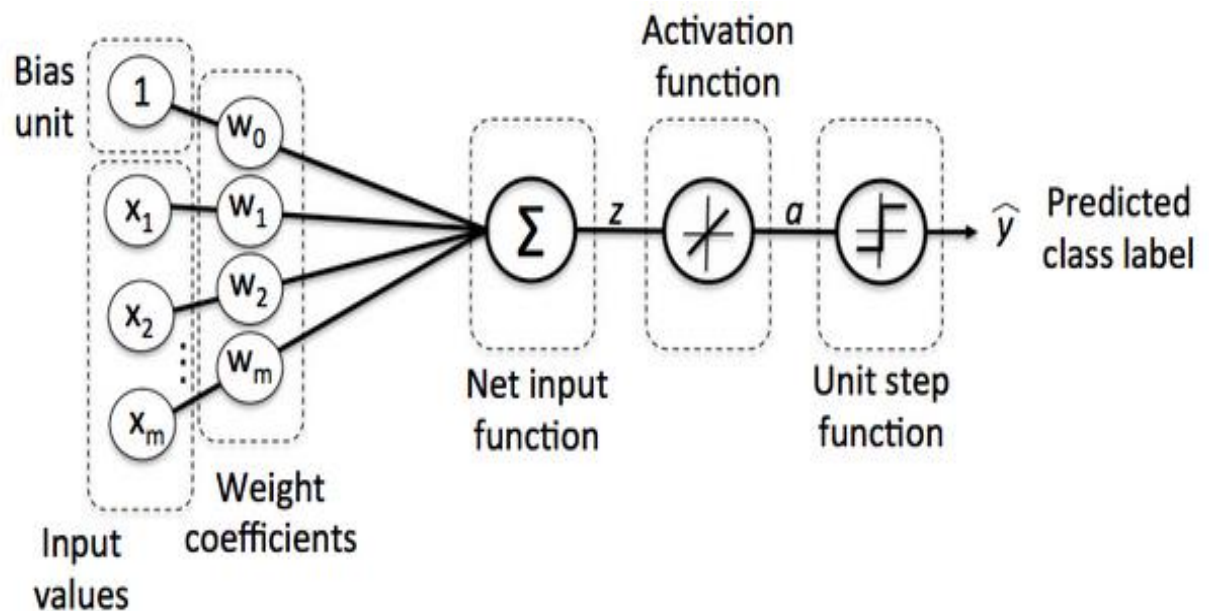 Bias
unit
1
x₁
x₂
⋮
xₘ
Input
values
w₀
w₁
w₂
wₘ
Weight
coefficients
Σ
Net input
function
z
Activation
function
a
Unit step
function
ŷ
Predicted
class label